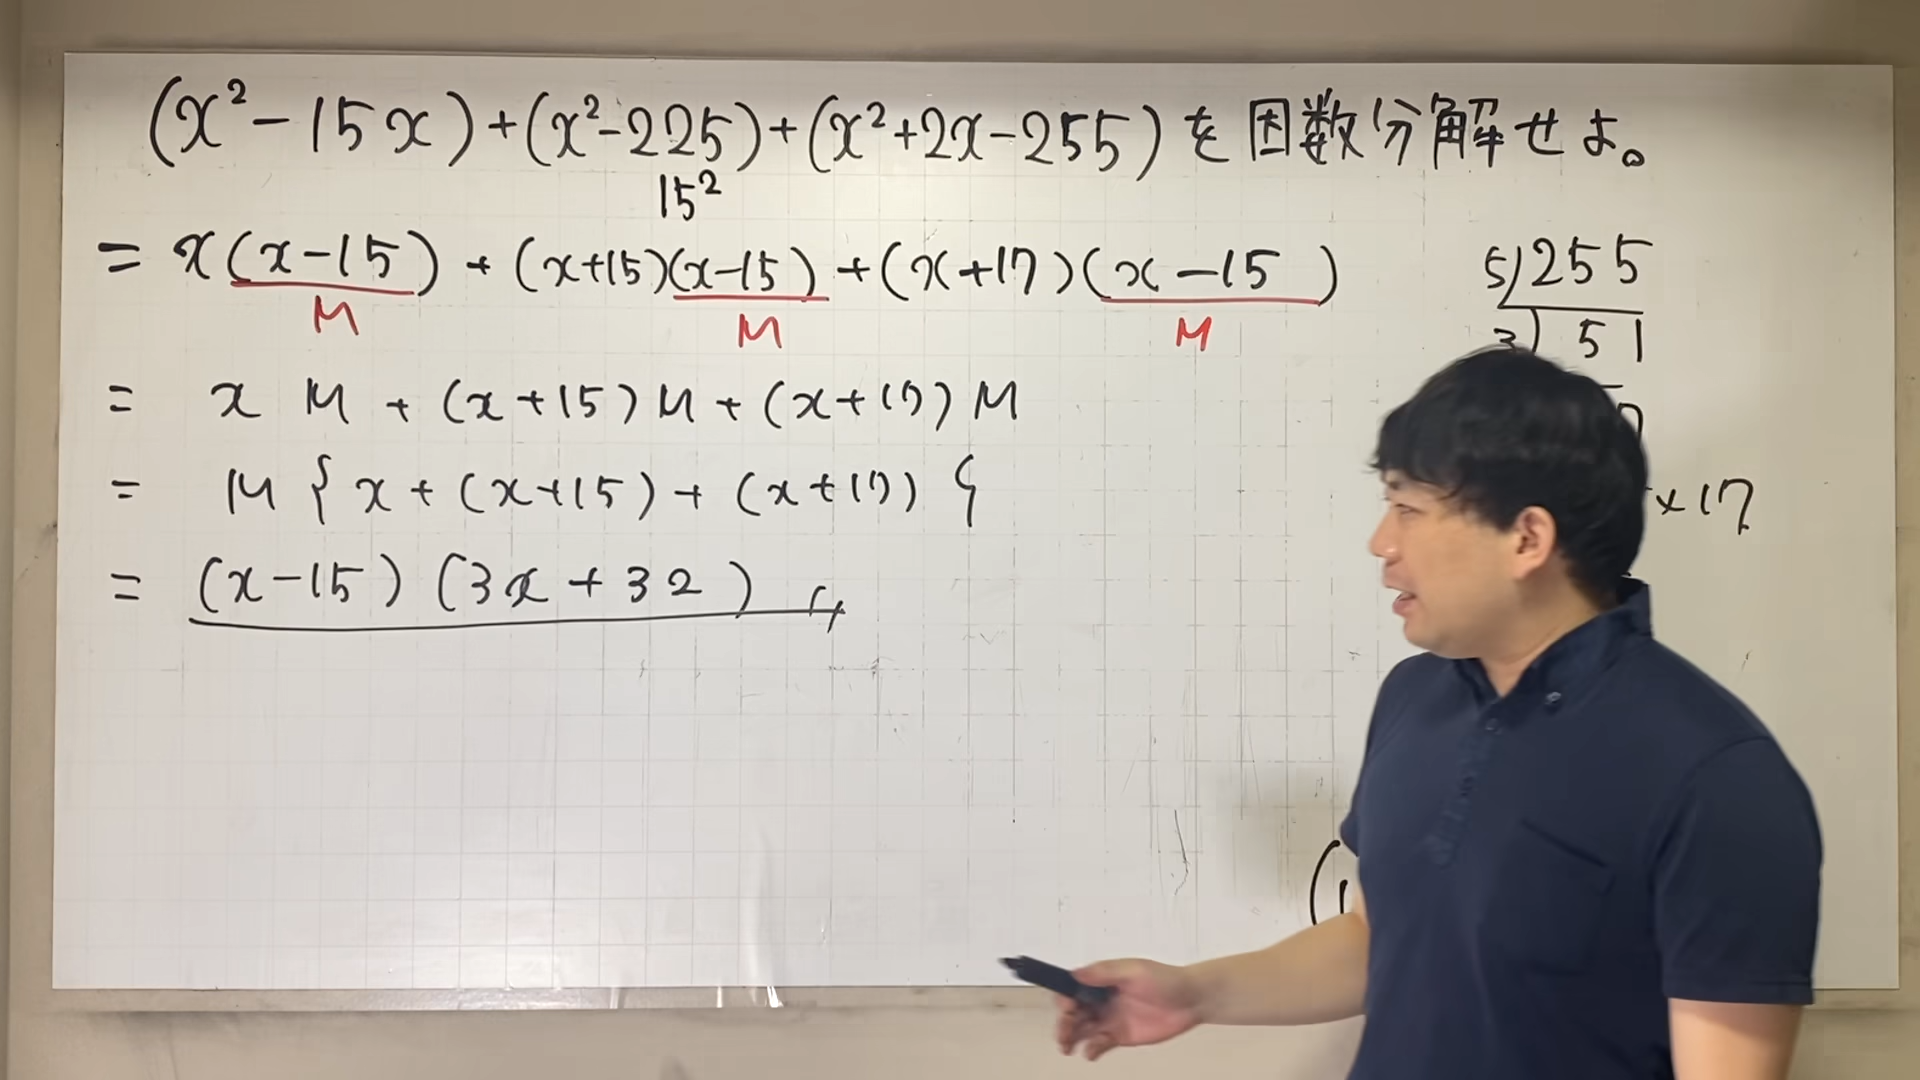 (x²-15x)+(x²-225)+(x²+2x-255)を因数分解せよ。
15²
= x(x-15) + (x+15)(x-15) + (x+17)(x-15)
M M M
= x M + (x+15) M + (x+17) M
= M { x + (x+15) + (x+17) }
= (x-15) (3x+32)
5)255
3) 51
×17